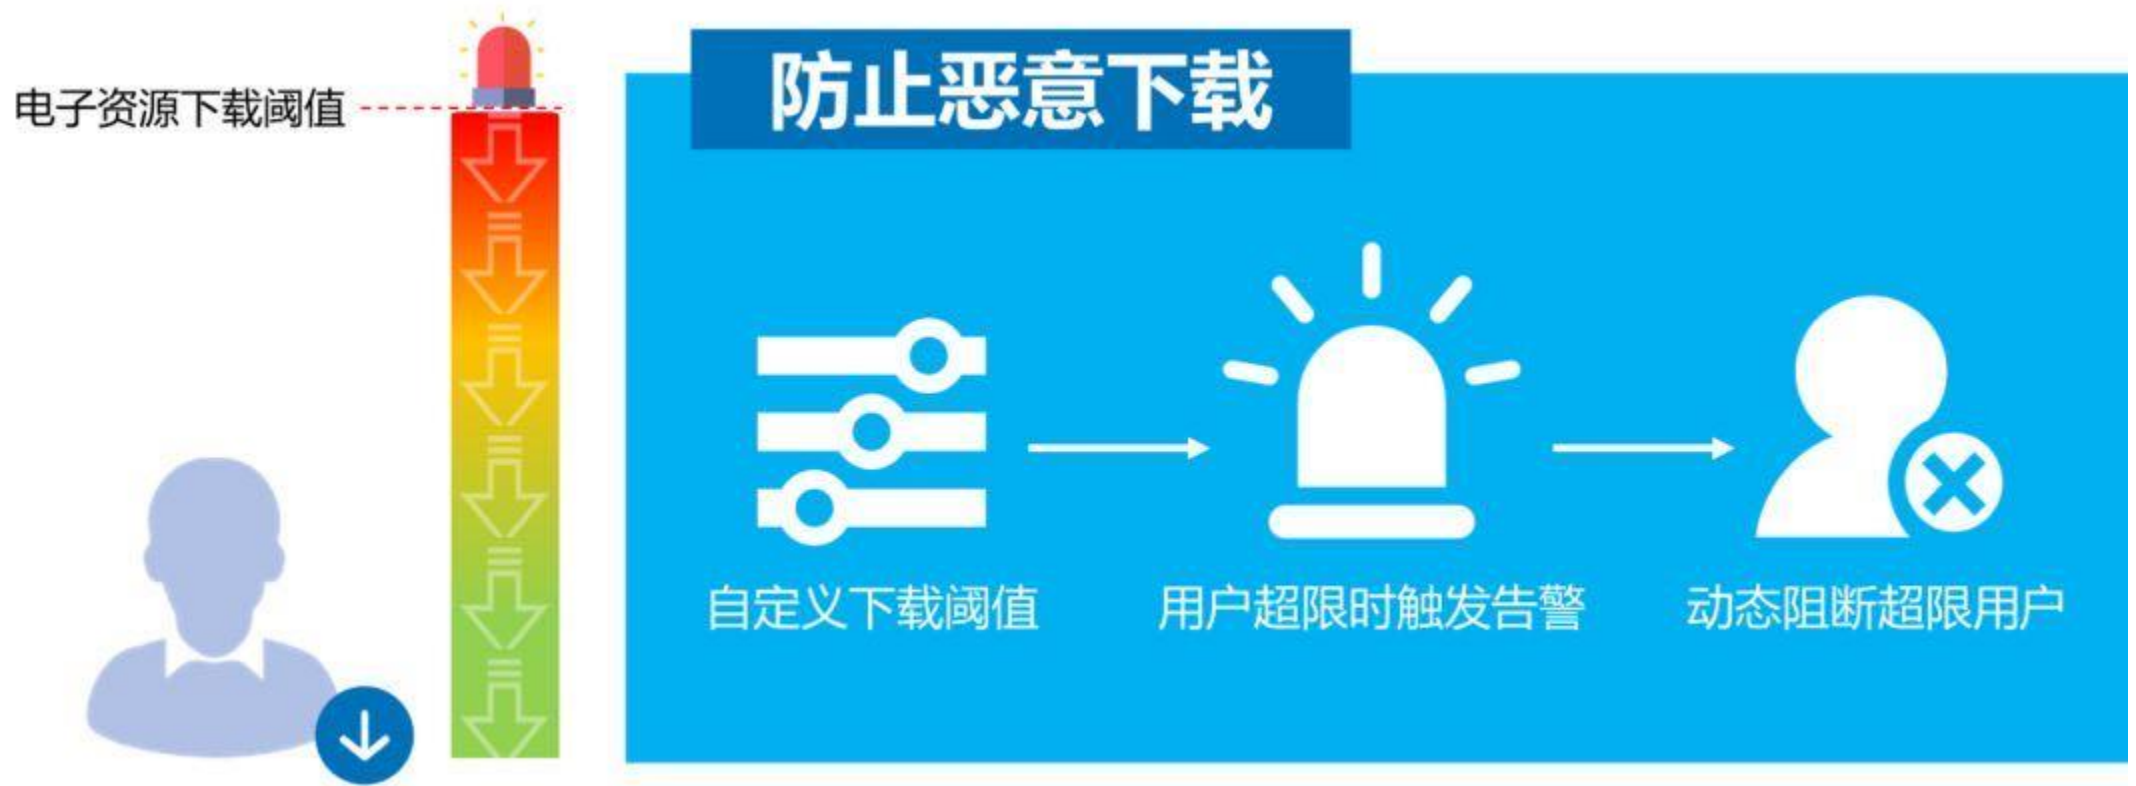 电子资源下载阈值
防止恶意下载
自定义下载阈值
用户超限时触发告警
动态阻断超限用户